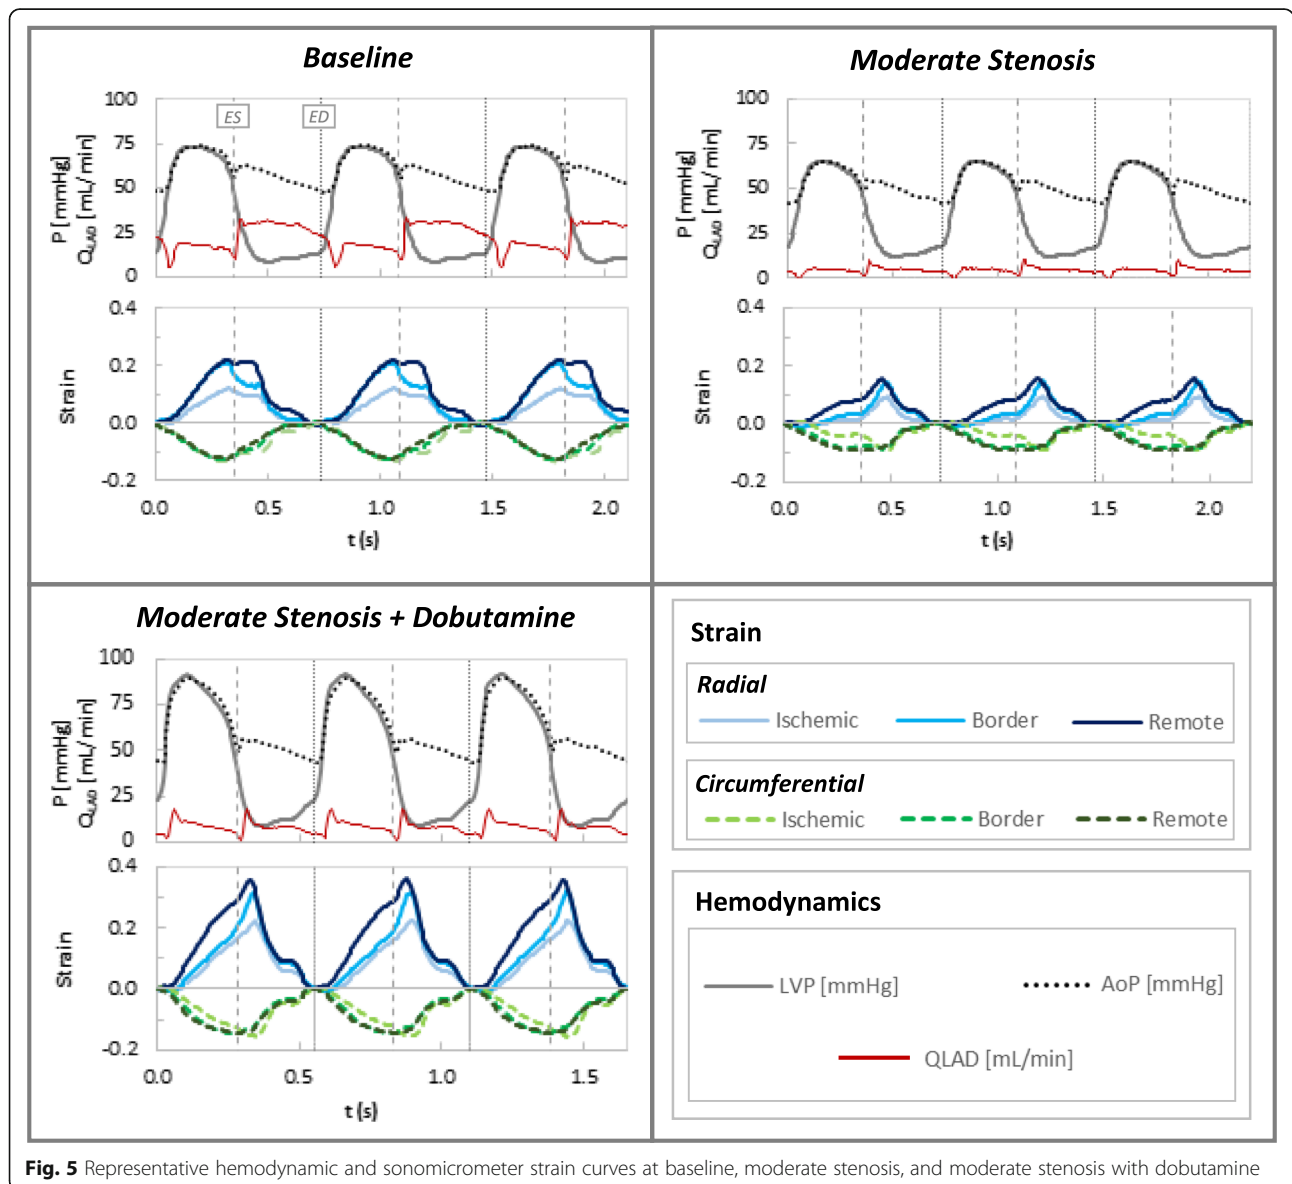 Baseline
100
75
50
25
0
P [mmHg]
QLAD [mL/min]
ES
ED
0.4
0.2
0.0
-0.2
Strain
0.0 0.5 1.0 1.5 2.0
t (s)
Moderate Stenosis
100
75
50
25
0
P [mmHg]
QLAD [mL/min]
0.4
0.2
0.0
-0.2
Strain
0.0 0.5 1.0 1.5 2.0
t (s)
Moderate Stenosis + Dobutamine
100
75
50
25
0
P [mmHg]
QLAD [mL/min]
0.4
0.2
0.0
-0.2
Strain
0.0 0.5 1.0 1.5
t (s)
Strain
Radial
Ischemic Border Remote
Circumferential
Ischemic Border Remote
Hemodynamics
LVP [mmHg] AoP [mmHg]
QLAD [mL/min]
Fig. 5 Representative hemodynamic and sonomicrometer strain curves at baseline, moderate stenosis, and moderate stenosis with dobutamine